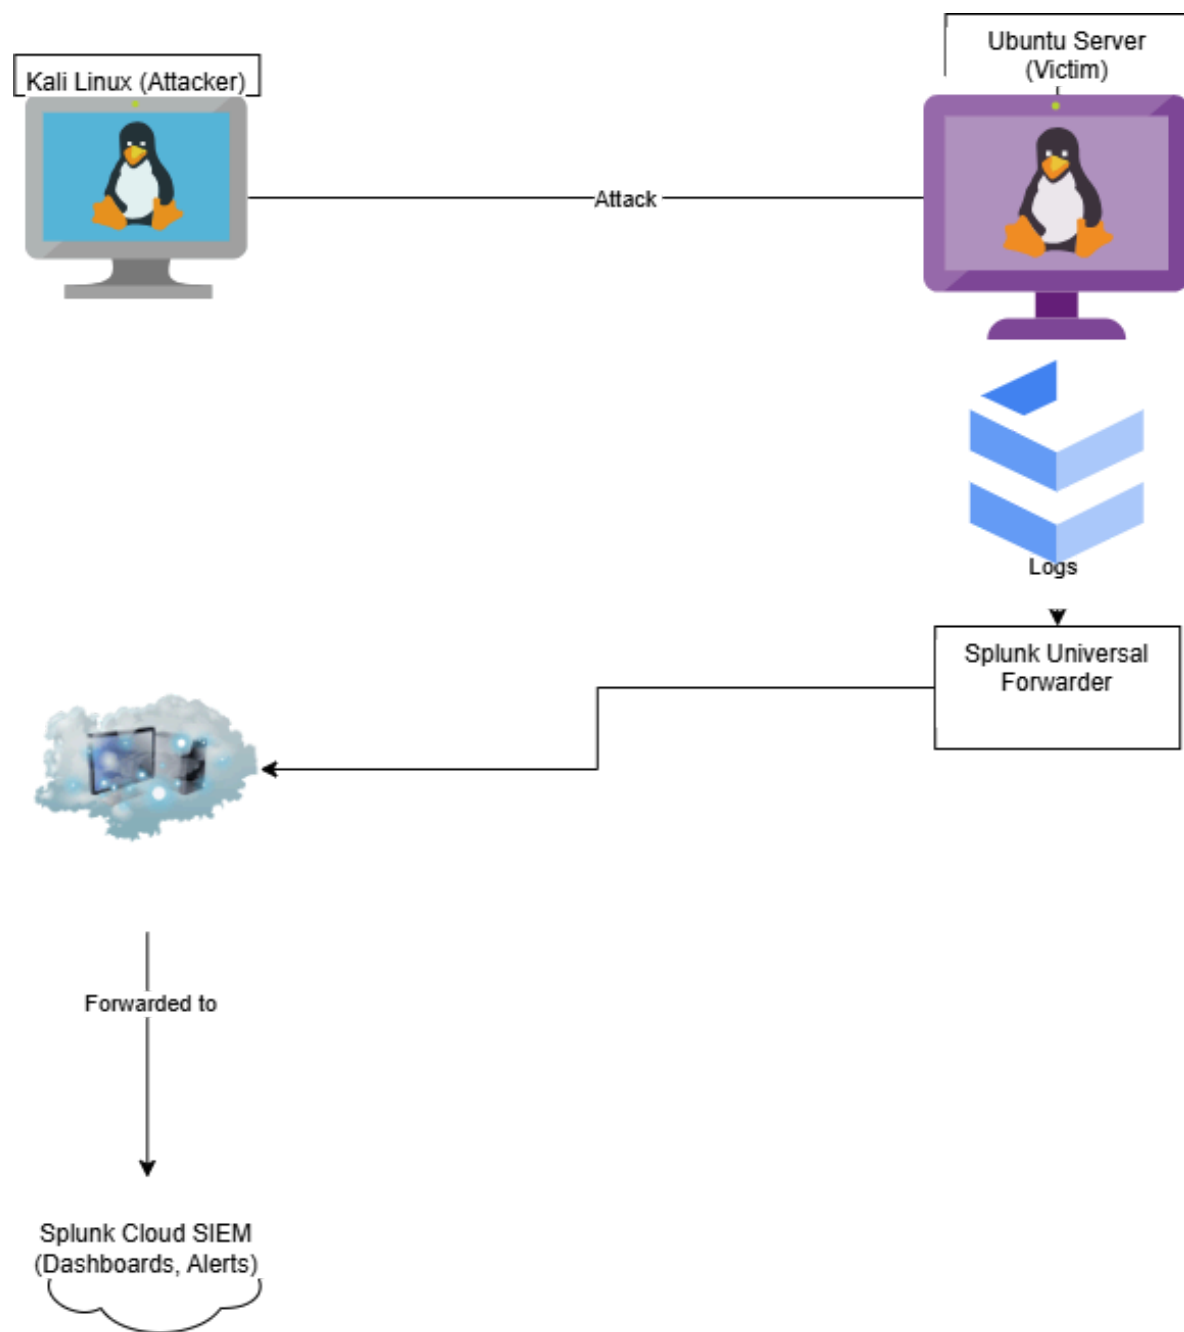 Kali Linux (Attacker)
Ubuntu Server
(Victim)
Attack
Logs
Splunk Universal
Forwarder
Forwarded to
Splunk Cloud SIEM
(Dashboards, Alerts)